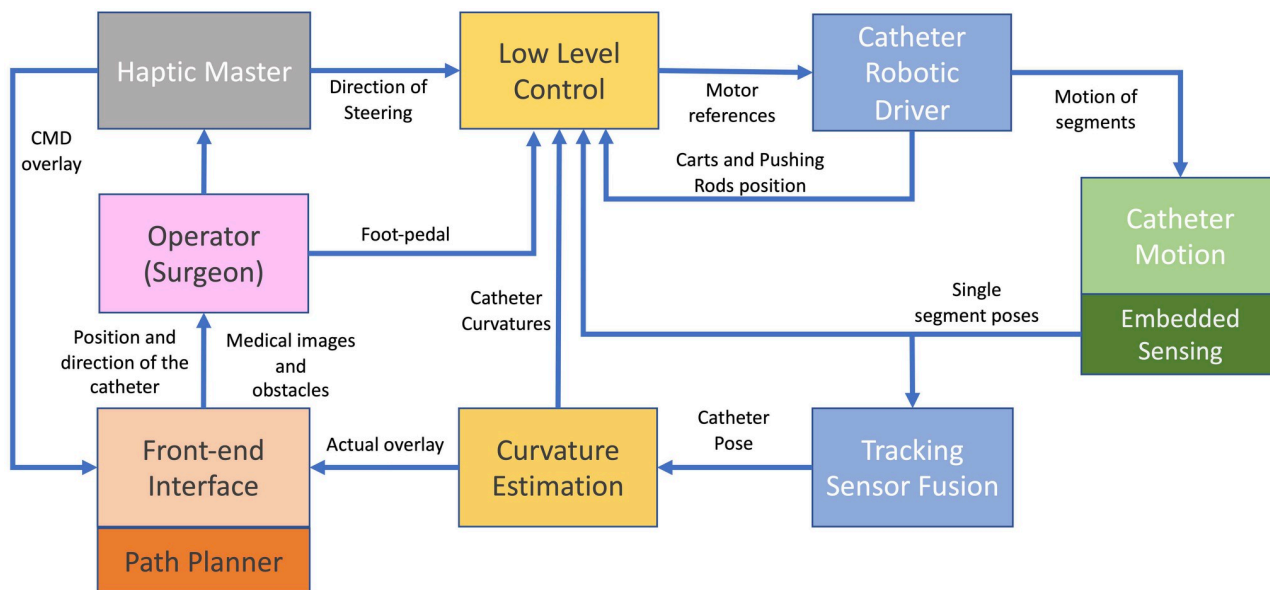 Haptic Master
Direction of
Steering
Low Level
Control
Motor
references
Catheter
Robotic
Driver
Motion of
segments
CMD
overlay
Carts and Pushing
Rods position
Operator
(Surgeon)
Foot-pedal
Catheter
Motion
Embedded
Sensing
Catheter
Curvatures
Single
segment poses
Position and
direction of the
catheter
Medical images
and
obstacles
Front-end
Interface
Path Planner
Actual overlay
Curvature
Estimation
Catheter
Pose
Tracking
Sensor Fusion